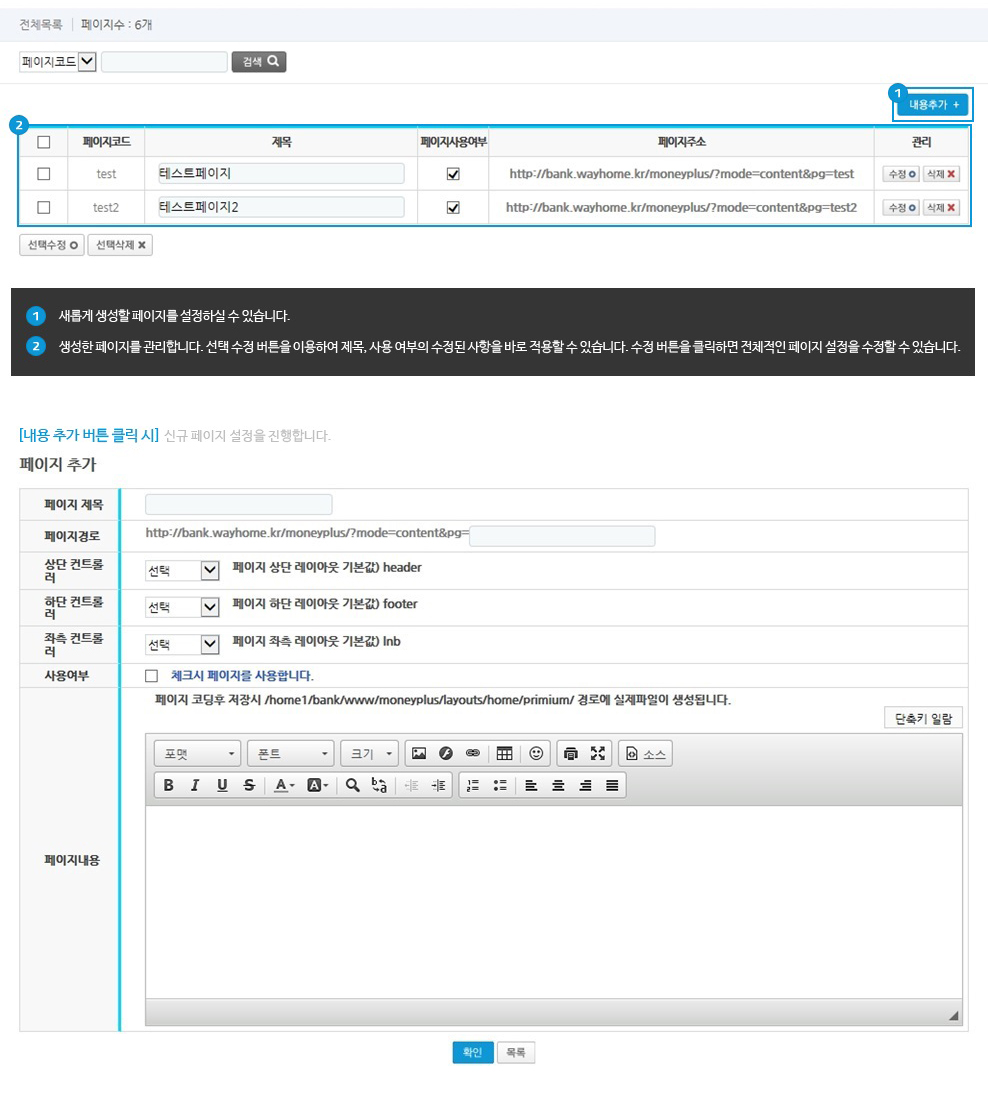 전체목록 | 페이지수 : 6개
페이지코드 검색
1 내용추가 +
2
페이지코드 제목 페이지사용여부 페이지주소 관리
test 테스트페이지 http://bank.wayhome.kr/moneyplus/?mode=content&pg=test 수정 삭제
test2 테스트페이지2 http://bank.wayhome.kr/moneyplus/?mode=content&pg=test2 수정 삭제
선택수정 선택삭제
1 새롭게 생성할 페이지를 설정하실 수 있습니다.
2 생성한 페이지를 관리합니다. 선택 수정 버튼을 이용하여 제목, 사용 여부의 수정된 사항을 바로 적용할 수 있습니다. 수정 버튼을 클릭하면 전체적인 페이지 설정을 수정할 수 있습니다.
[내용 추가 버튼 클릭 시] 신규 페이지 설정을 진행합니다.
페이지 추가
페이지 제목
페이지경로 http://bank.wayhome.kr/moneyplus/?mode=content&pg=
상단 컨트롤
러 선택 페이지 상단 레이아웃 기본값) header
하단 컨트롤
러 선택 페이지 하단 레이아웃 기본값) footer
좌측 컨트롤
러 선택 페이지 좌측 레이아웃 기본값) lnb
사용여부 체크시 페이지를 사용합니다.
페이지 코딩후 저장시 /home1/bank/www/moneyplus/layouts/home/primium/ 경로에 실제파일이 생성됩니다.
단축키 일람
포맷 폰트 크기 소스
B I U S A A
페이지내용
확인 목록